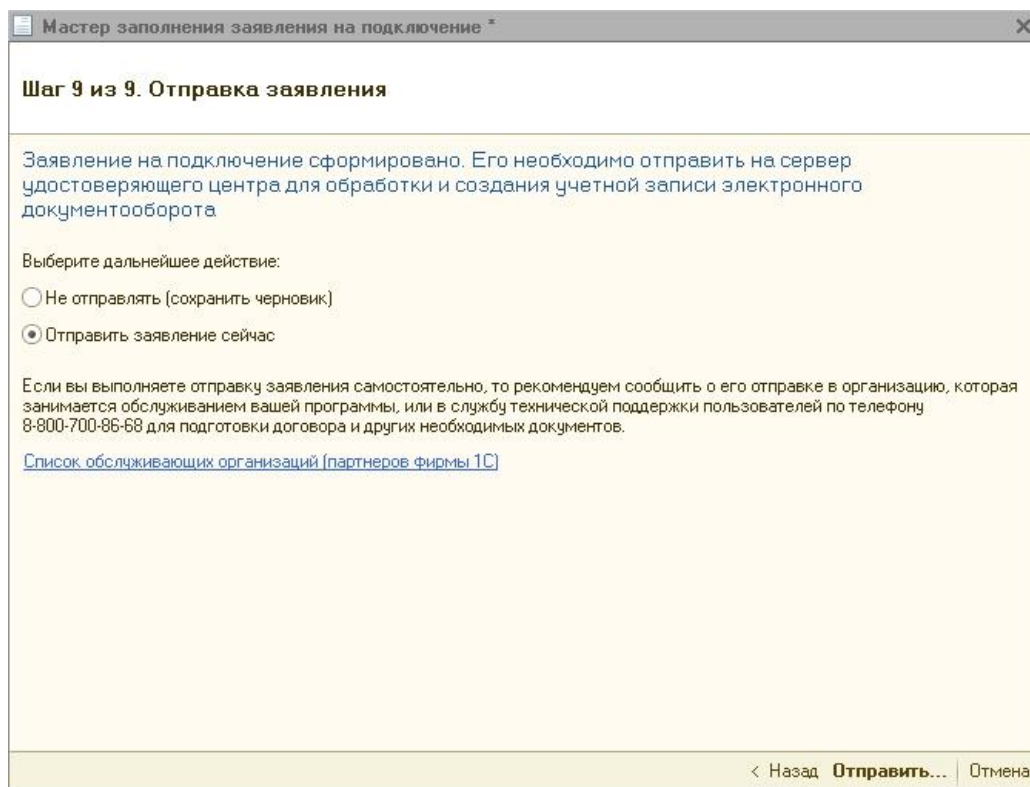 Мастер заполнения заявления на подключение *
Шаг 9 из 9. Отправка заявления
Заявление на подключение сформировано. Его необходимо отправить на сервер
удостоверяющего центра для обработки и создания учетной записи электронного
документооборота
Выберите дальнейшее действие:
Не отправлять (сохранить черновик)
Отправить заявление сейчас
Если вы выполняете отправку заявления самостоятельно, то рекомендуем сообщить о его отправке в организацию, которая
занимается обслуживанием вашей программы, или в службу технической поддержки пользователей по телефону
8-800-700-86-68 для подготовки договора и других необходимых документов.
Список обслуживающих организаций (партнеров фирмы 1С)
< Назад Отправить... Отмена